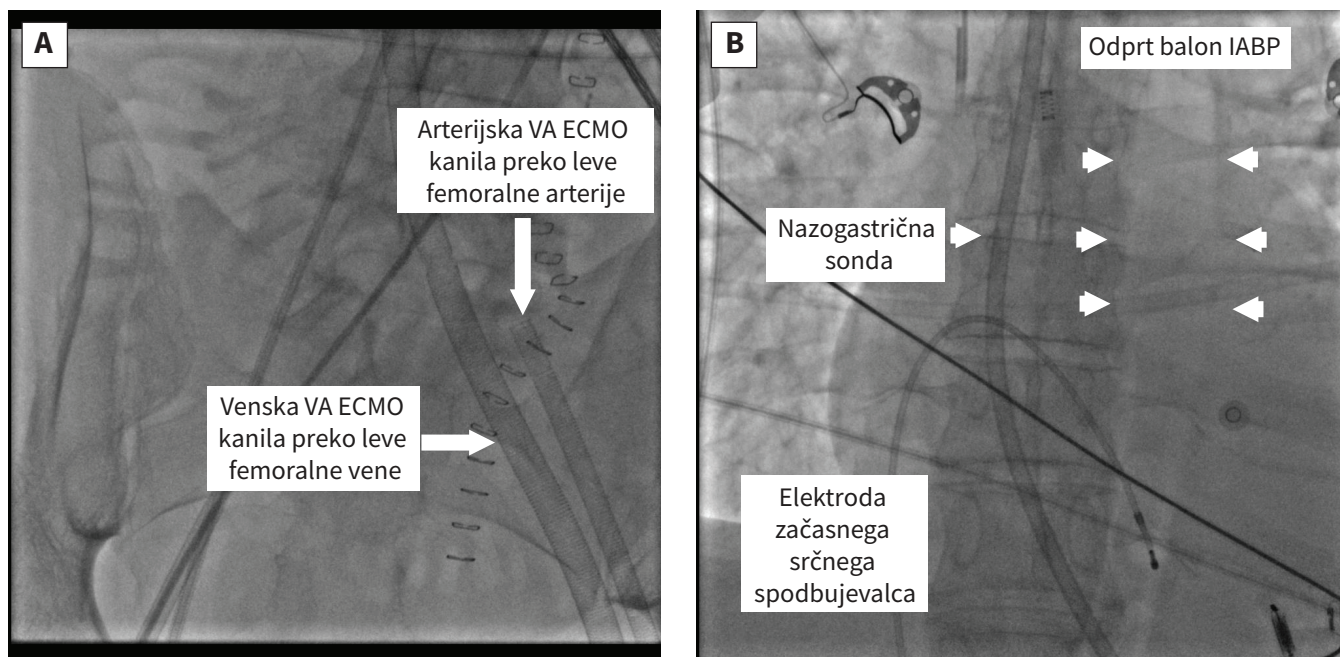 A
Arterijska VA ECMO
kanila preko leve
femoralne arterije
Venska VA ECMO
kanila preko leve
femoralne vene
B
Odprt balon IABP
Nazogastrična
sonda
Elektroda
začasnega
srčnega
spodbujevalca